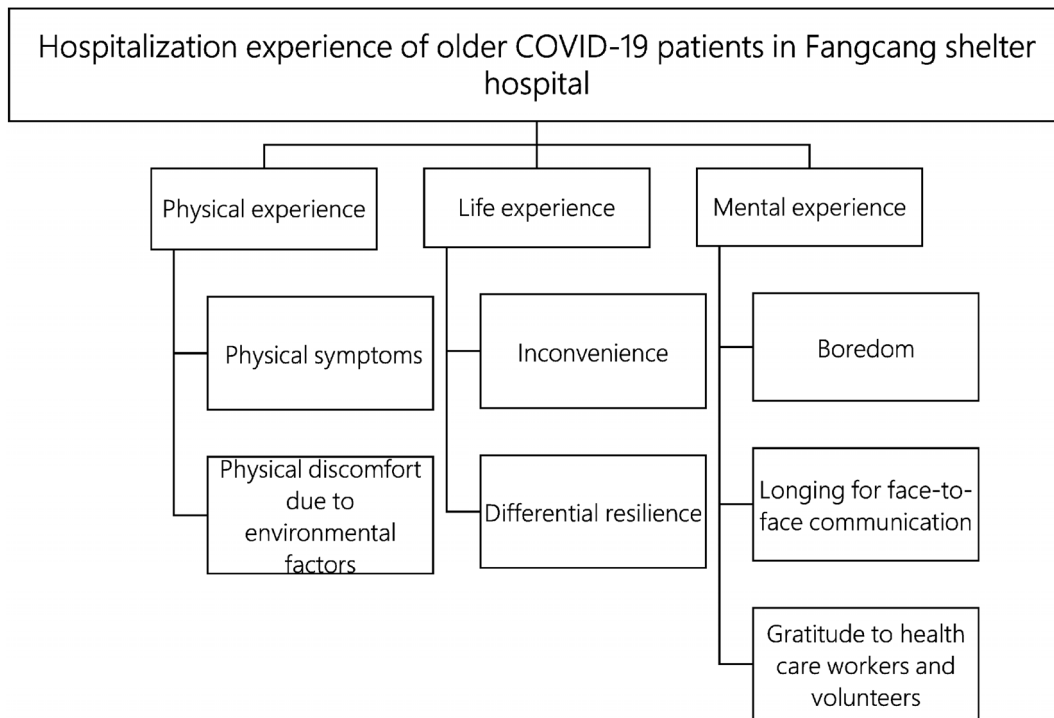 Hospitalization experience of older COVID-19 patients in Fangcang shelter
hospital
Physical experience
Life experience
Mental experience
Physical symptoms
Inconvenience
Boredom
Physical discomfort
due to
environmental
factors
Differential resilience
Longing for face-to-
face communication
Gratitude to health
care workers and
volunteers